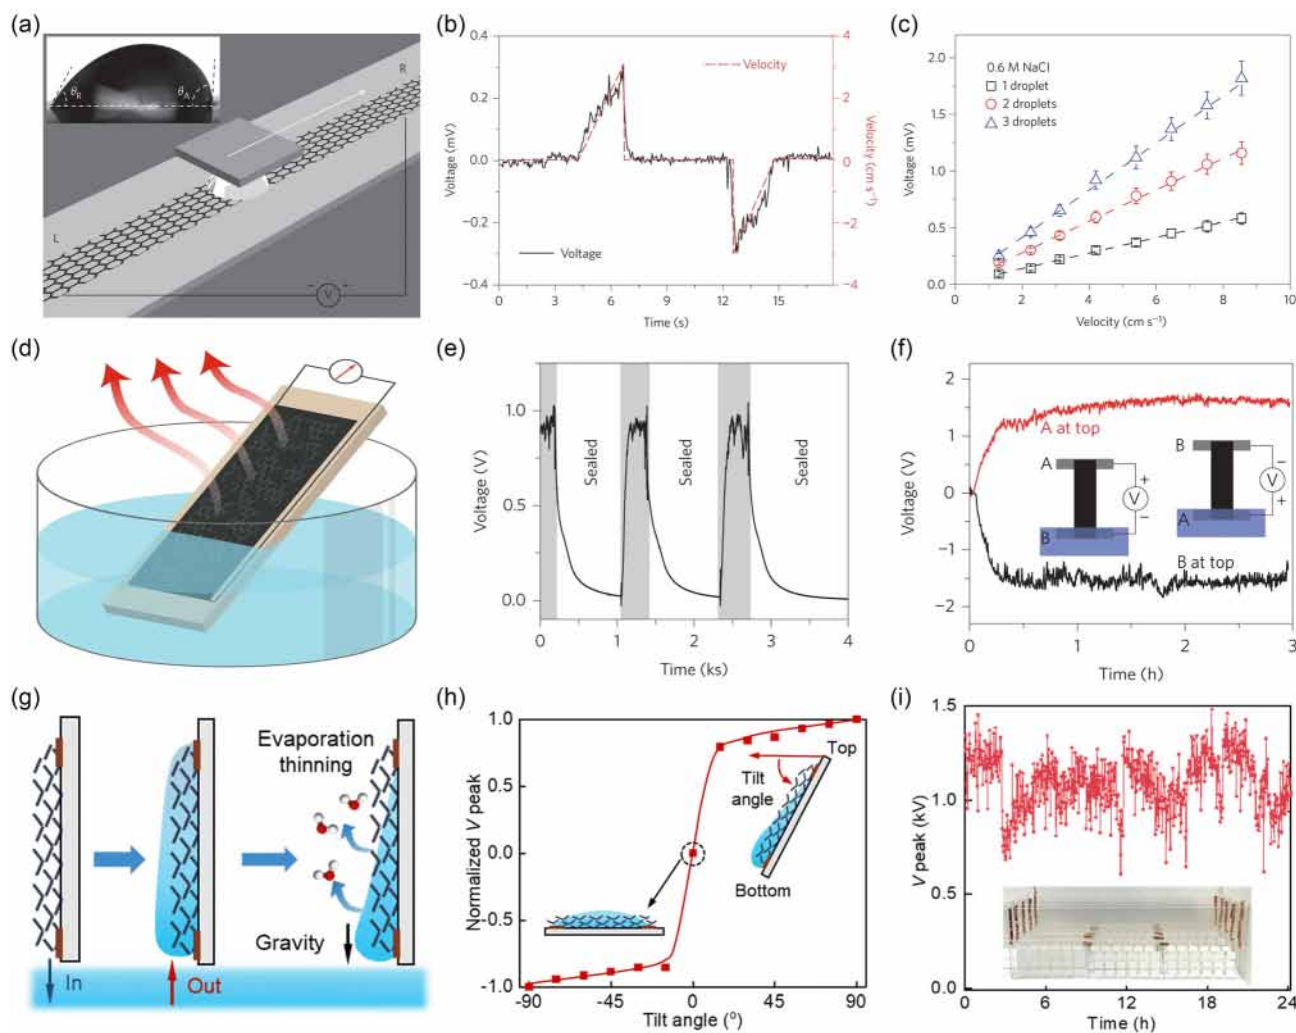 (a)
θR
θA
R
L
V
(b)
Voltage (mV)
0.4
0.2
0.0
−0.2
−0.4
Velocity
Voltage
4
2
0
−2
−4
Velocity (cm s⁻¹)
0
3
6
9
12
15
Time (s)
(c)
Voltage (mV)
2.0
1.5
1.0
0.5
0.0
0.6 M NaCl
1 droplet
2 droplets
3 droplets
0
2
4
6
8
10
Velocity (cm s⁻¹)
(d)
(e)
Voltage (V)
1.0
0.5
0.0
Sealed
Sealed
Sealed
0
1
2
3
4
Time (ks)
(f)
Voltage (V)
2
1
0
−1
−2
A at top
A
B
+
V
−
B
A
−
V
+
B at top
0
1
2
3
Time (h)
(g)
Evaporation
thinning
Gravity
In
Out
(h)
Normalized V peak
1.0
0.5
0.0
-0.5
-1.0
Top
Tilt
angle
Bottom
-90
-45
0
45
90
Tilt angle (°)
(i)
V peak (kV)
1.5
1.0
0.5
0.0
0
6
12
18
24
Time (h)